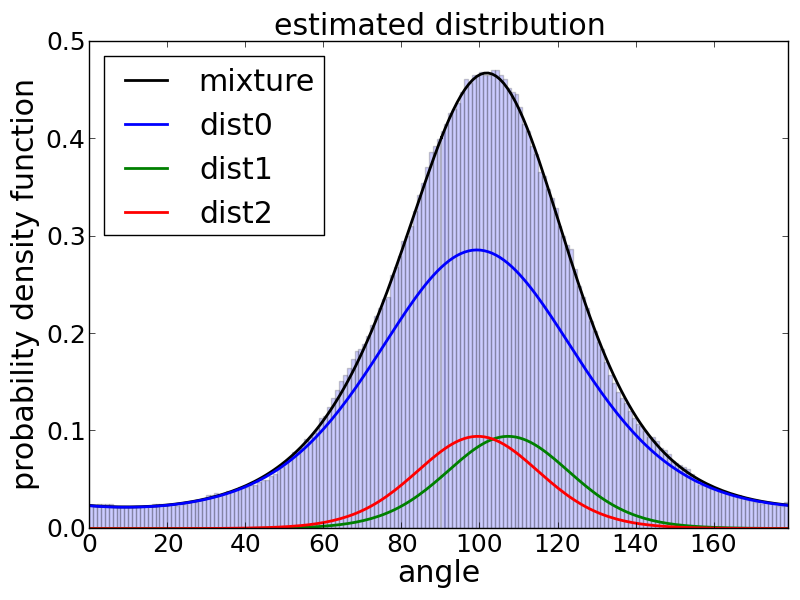 estimated distribution
probability density function
0.5
0.4
0.3
0.2
0.1
0.0
mixture
dist0
dist1
dist2
0 20 40 60 80 100 120 140 160
angle